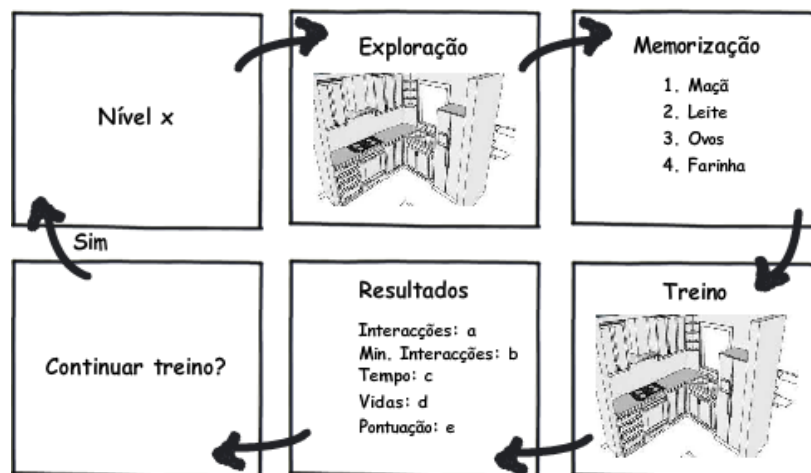 Nível x
Exploração
Memorização
1. Maçã
2. Leite
3. Ovos
4. Farinha
Treino
Resultados
Interacções: a
Min. Interacções: b
Tempo: c
Vidas: d
Pontuação: e
Continuar treino?
Sim